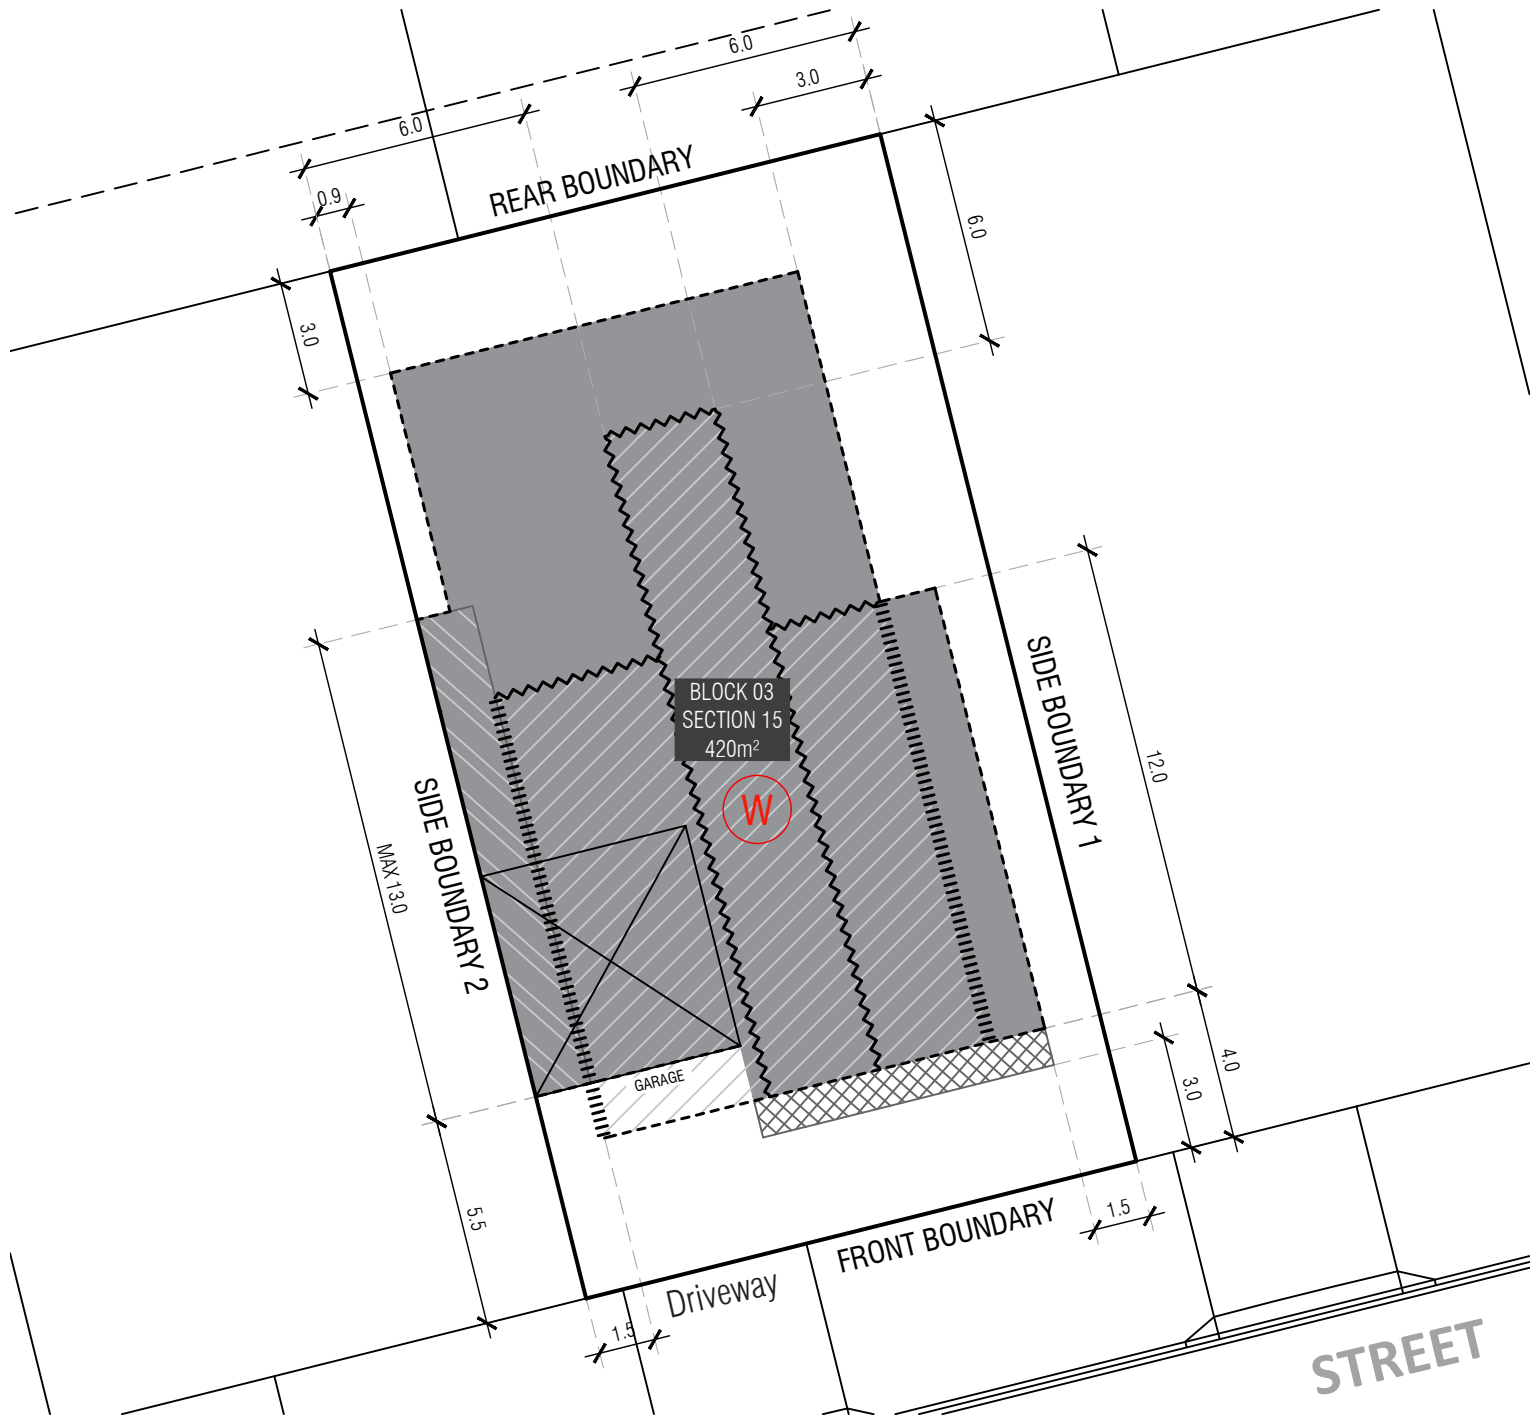 6.0
3.0
6.0
0.9
REAR BOUNDARY
6.0
3.0
BLOCK 03
SECTION 15
420m²
W
SIDE BOUNDARY 1
12.0
SIDE BOUNDARY 2
MAX 13.0
GARAGE
4.0
3.0
5.5
1.5
FRONT BOUNDARY
Driveway
1.5
STREET